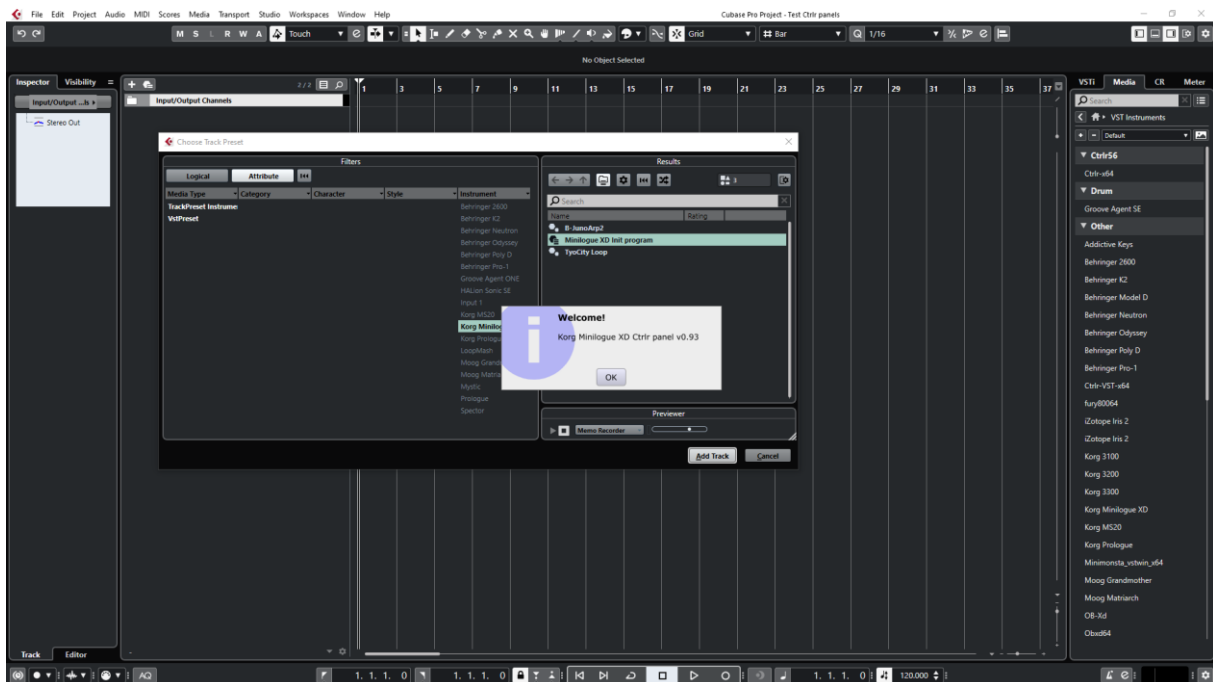 File Edit Project Audio MIDI Scores Media Transport Studio Workspaces Window Help
Cubase Pro Project - Test Ctrlr panels
M S L R W A Touch Grid Bar Q 1/16
No Object Selected
Inspector Visibility
Input/Output ...ls
Stereo Out
2/2
Input/Output Channels
1 3 5 7 9 11 13 15 17 19 21 23 25 27 29 31 33 35 37
Choose Track Preset
Filters
Logical Attribute
Media Type Category Character Style Instrument
TrackPreset Instrume
VstPreset
Behringer 2600
Behringer K2
Behringer Neutron
Behringer Odyssey
Behringer Poly D
Behringer Pro-1
Groove Agent ONE
HALion Sonic SE
Input 1
Korg MS20
Korg Minilog
Korg Prologu
LoopMash
Moog Grand
Moog Matria
Mystic
Prologue
Spector
Results
3
Search
Name Rating
B-JunoArp2
Minilogue XD Init program
TyoCity Loop
Welcome!
Korg Minilogue XD Ctrlr panel v0.93
OK
Previewer
Memo Recorder
Add Track Cancel
VSTi Media CR Meter
Search
VST Instruments
Default
Ctrlr56
Ctrlr-x64
Drum
Groove Agent SE
Other
Addictive Keys
Behringer 2600
Behringer K2
Behringer Model D
Behringer Neutron
Behringer Odyssey
Behringer Poly D
Behringer Pro-1
Ctrlr-VST-x64
fury80064
iZotope Iris 2
iZotope Iris 2
Korg 3100
Korg 3200
Korg 3300
Korg Minilogue XD
Korg MS20
Korg Prologue
Minimonsta_vstwin_x64
Moog Grandmother
Moog Matriarch
OB-Xd
Obxd64
Track Editor
AQ 1. 1. 1. 0 1. 1. 1. 0 1. 1. 1. 0 120.000